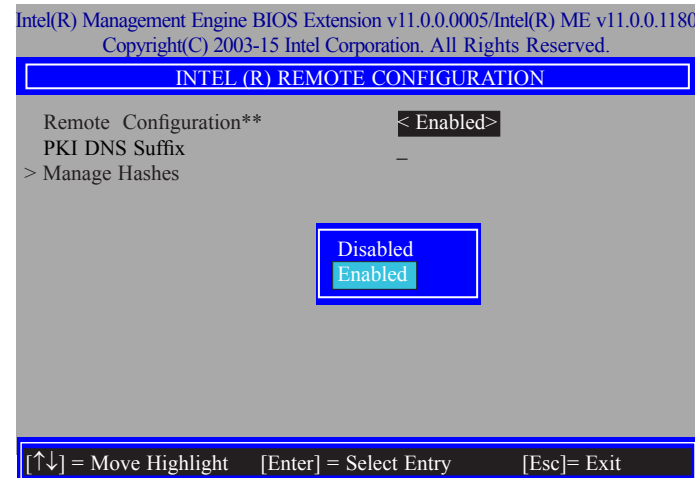 Intel(R) Management Engine BIOS Extension v11.0.0.0005/Intel(R) ME v11.0.0.1180
Copyright(C) 2003-15 Intel Corporation. All Rights Reserved.
INTEL (R) REMOTE CONFIGURATION
Remote Configuration** < Enabled>
PKI DNS Suffix _
> Manage Hashes
Disabled
Enabled
[↑↓] = Move Highlight [Enter] = Select Entry [Esc]= Exit